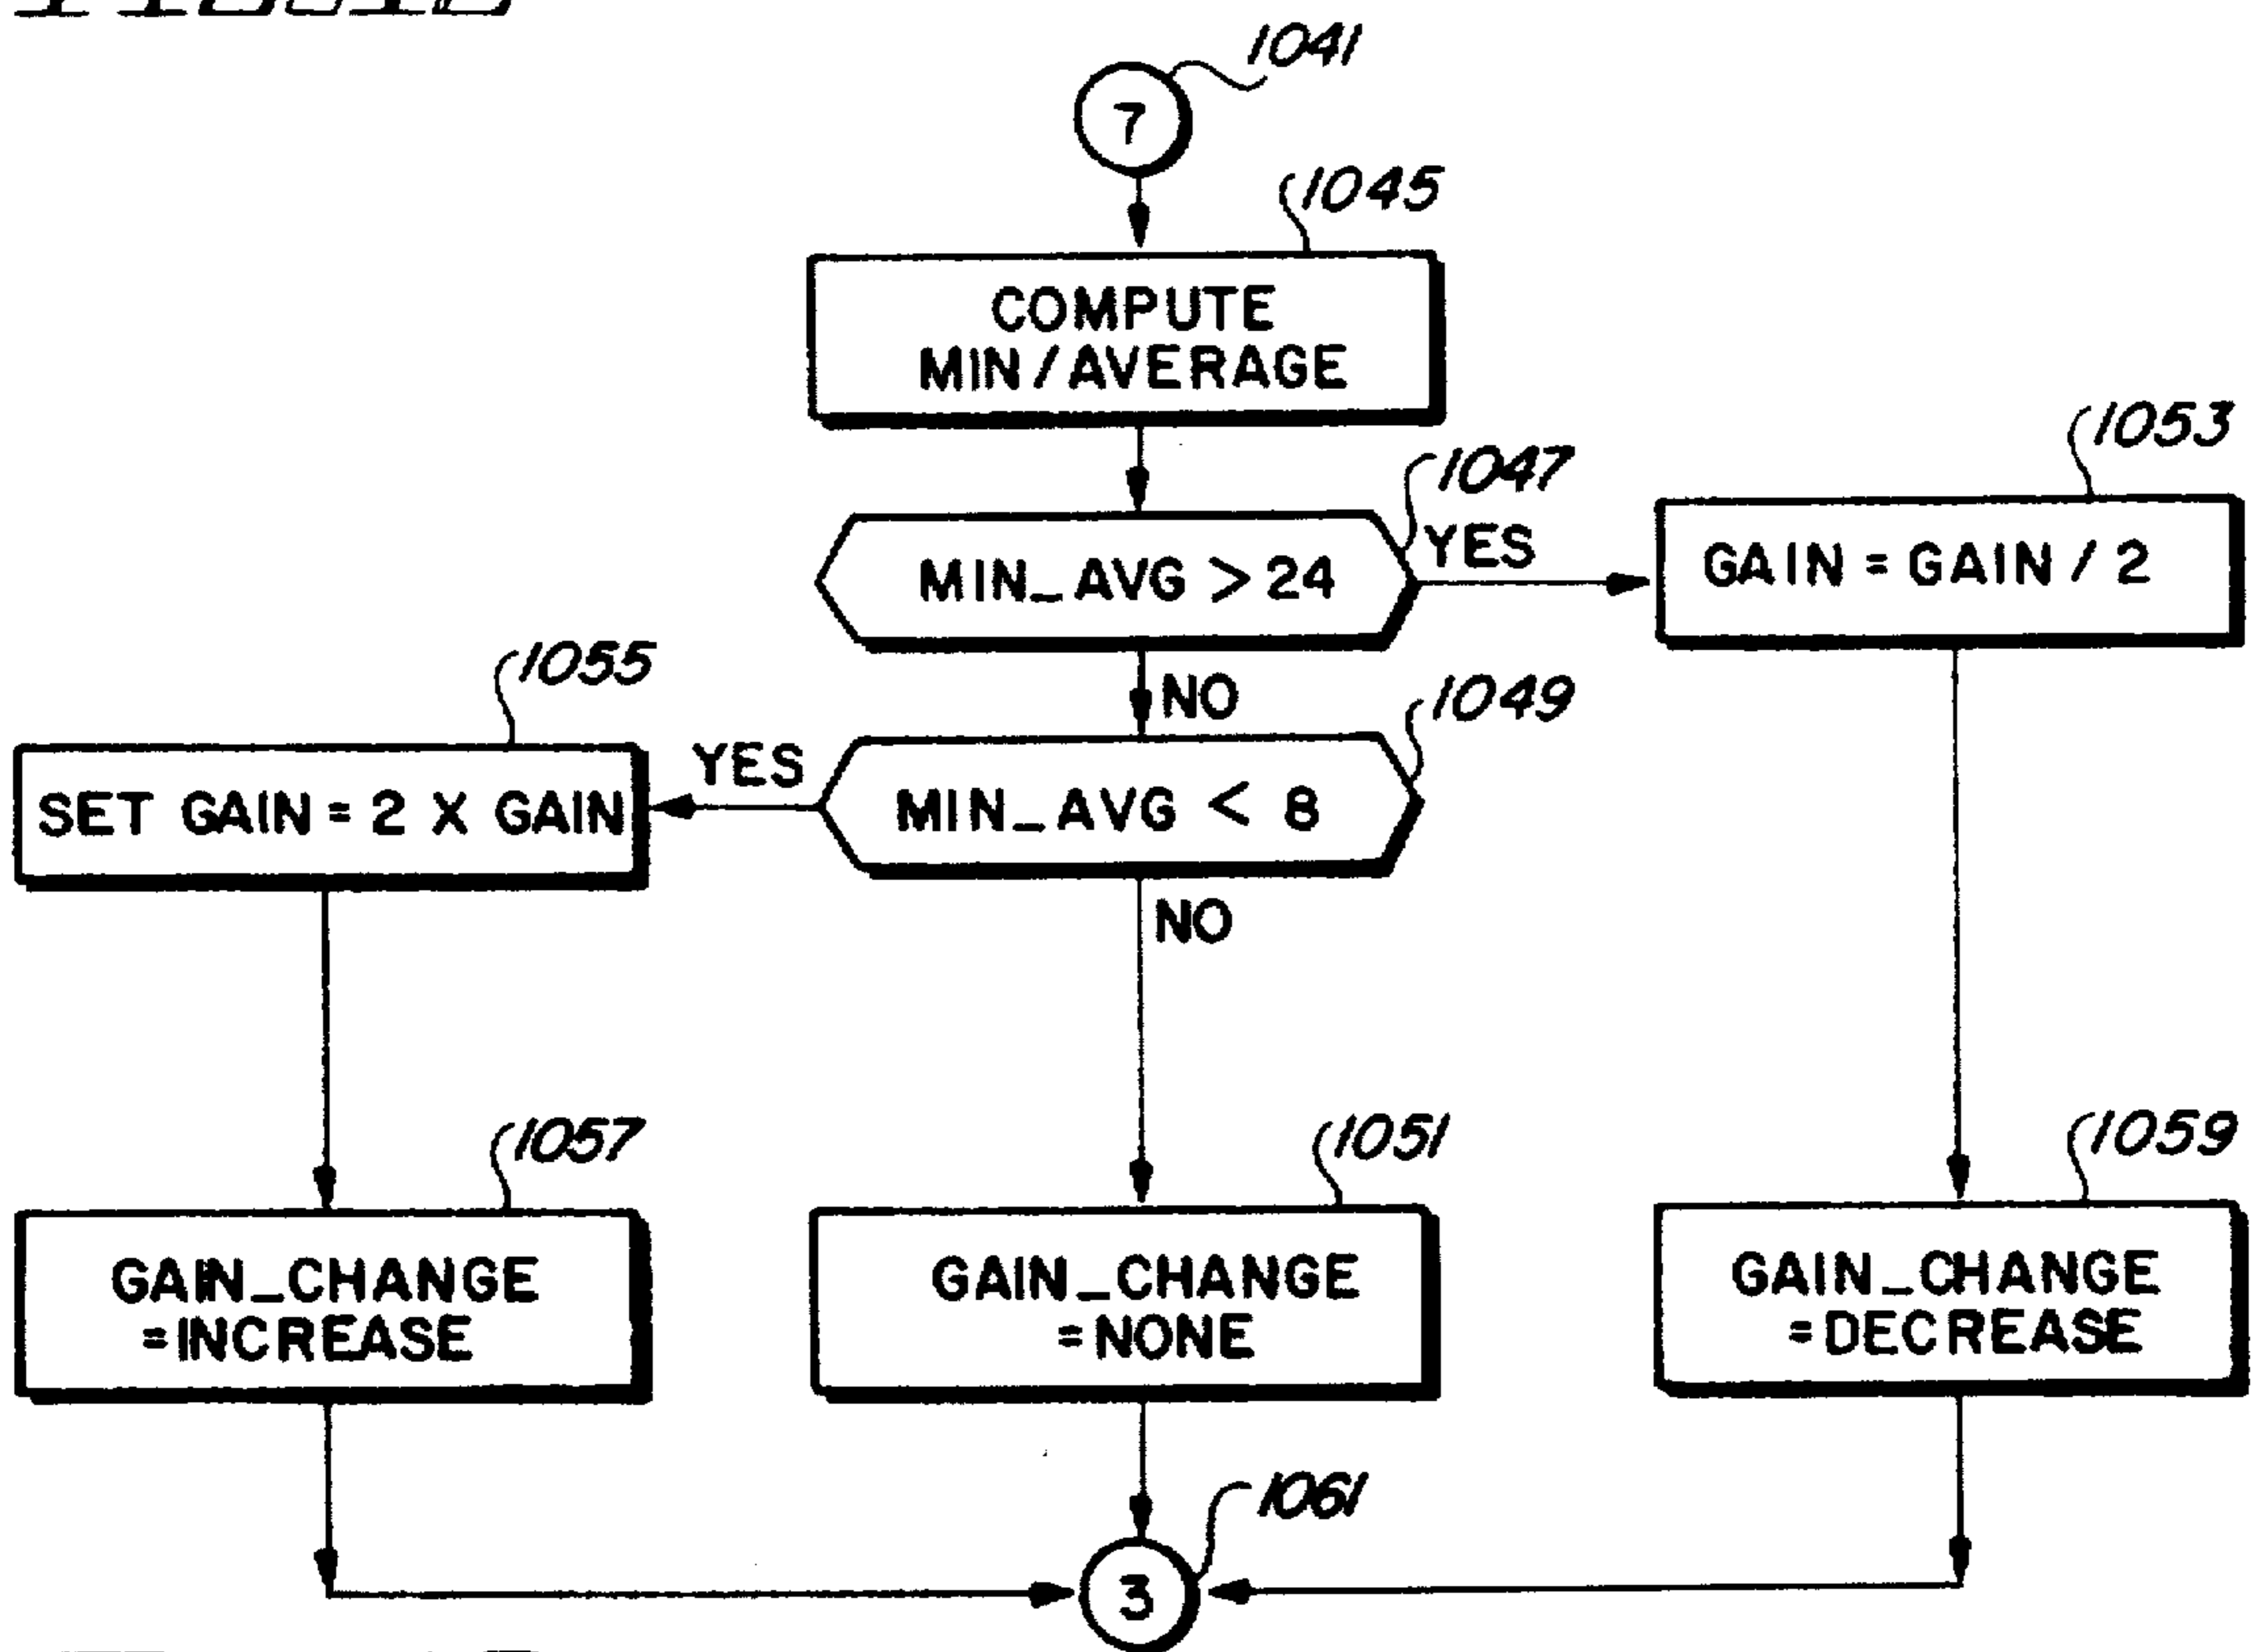 1041
7
1045
COMPUTE
MIN/AVERAGE
1053
1047
MIN_AVG > 24
YES
GAIN = GAIN / 2
1055
NO
1049
SET GAIN = 2 X GAIN
YES
MIN_AVG < 8
NO
1057
1051
1059
GAIN_CHANGE
=INCREASE
GAIN_CHANGE
=NONE
GAIN_CHANGE
=DECREASE
1061
3